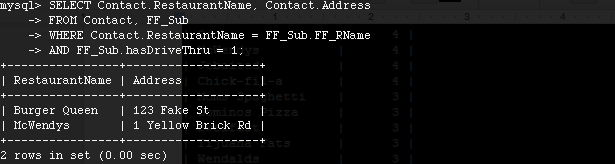 mysql> SELECT Contact.RestaurantName, Contact.Address
    -> FROM Contact, FF_Sub
    -> WHERE Contact.RestaurantName = FF_Sub.FF_RName
    -> AND FF_Sub.hasDriveThru = 1;
+----------------+-------------------+
| RestaurantName | Address           |
+----------------+-------------------+
| Burger Queen   | 123 Fake St       |
| McWendys       | 1 Yellow Brick Rd |
+----------------+-------------------+
2 rows in set (0.00 sec)